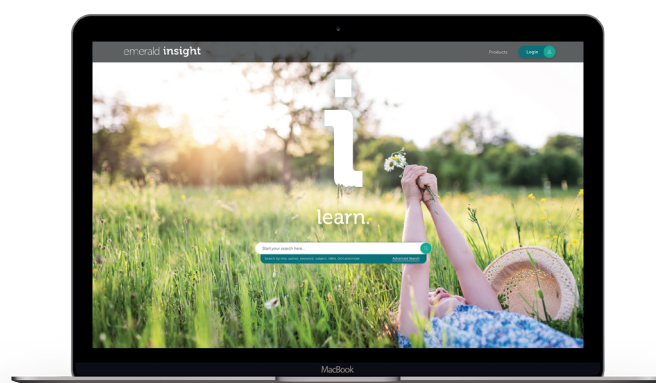 emerald insight
Products
Login
i
learn.
Start your search here...
Advanced Search
MacBook